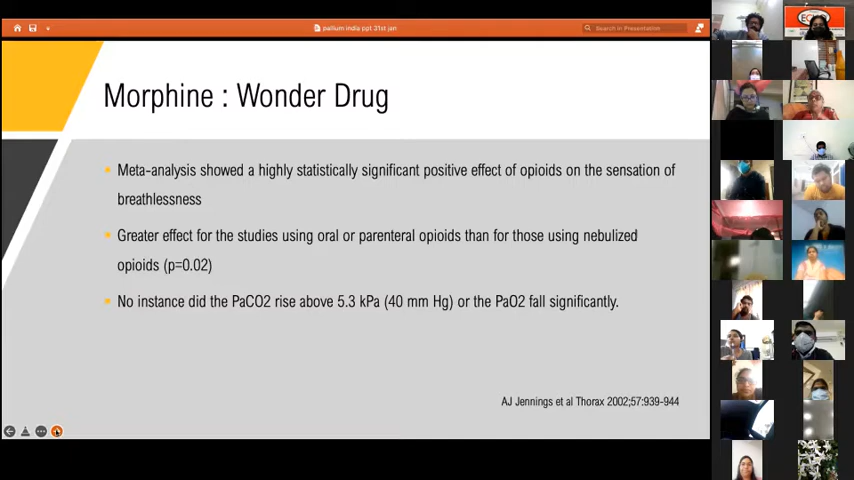 pallium india ppt 31st jan
Search in Presentation
Morphine : Wonder Drug
Meta-analysis showed a highly statistically significant positive effect of opioids on the sensation of
breathlessness
Greater effect for the studies using oral or parenteral opioids than for those using nebulized
opioids (p=0.02)
No instance did the PaCO2 rise above 5.3 kPa (40 mm Hg) or the PaO2 fall significantly.
AJ Jennings et al Thorax 2002;57:939-944